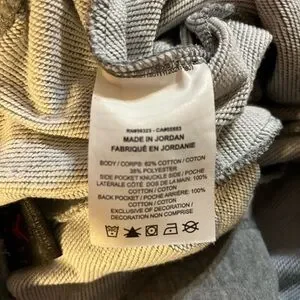 RN#56323 - CA#05553
MADE IN JORDAN
FABRIQUÉ EN JORDANIE
BODY / CORPS: 62% COTTON / COTON
38% POLYESTER
SIDE POCKET KNUCKLE SIDE / POCHE
LATÉRALE CÔTÉ DOS DE LA MAIN: 100%
COTTON / COTON
BACK POCKET / POCHE ARRIÈRE: 100%
COTTON / COTON
EXCLUSIVE OF DECORATION /
DÉCORATION NON COMPRISE